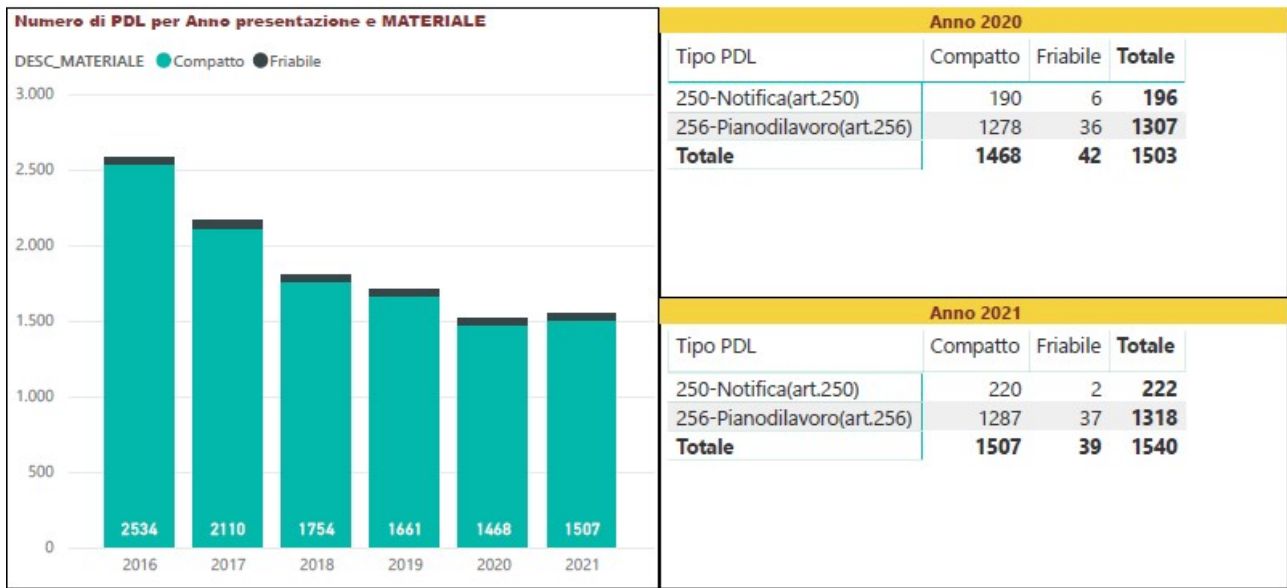 Numero di PDL per Anno presentazione e MATERIALE
DESC_MATERIALE Compatto Friabile
3.000
2.500
2.000
1.500
1.000
500
0
2534 2110 1754 1661 1468 1507
2016 2017 2018 2019 2020 2021
Anno 2020
Tipo PDL Compatto Friabile Totale
250-Notifica(art.250) 190 6 196
256-Pianodilavoro(art.256) 1278 36 1307
Totale 1468 42 1503
Anno 2021
Tipo PDL Compatto Friabile Totale
250-Notifica(art.250) 220 2 222
256-Pianodilavoro(art.256) 1287 37 1318
Totale 1507 39 1540